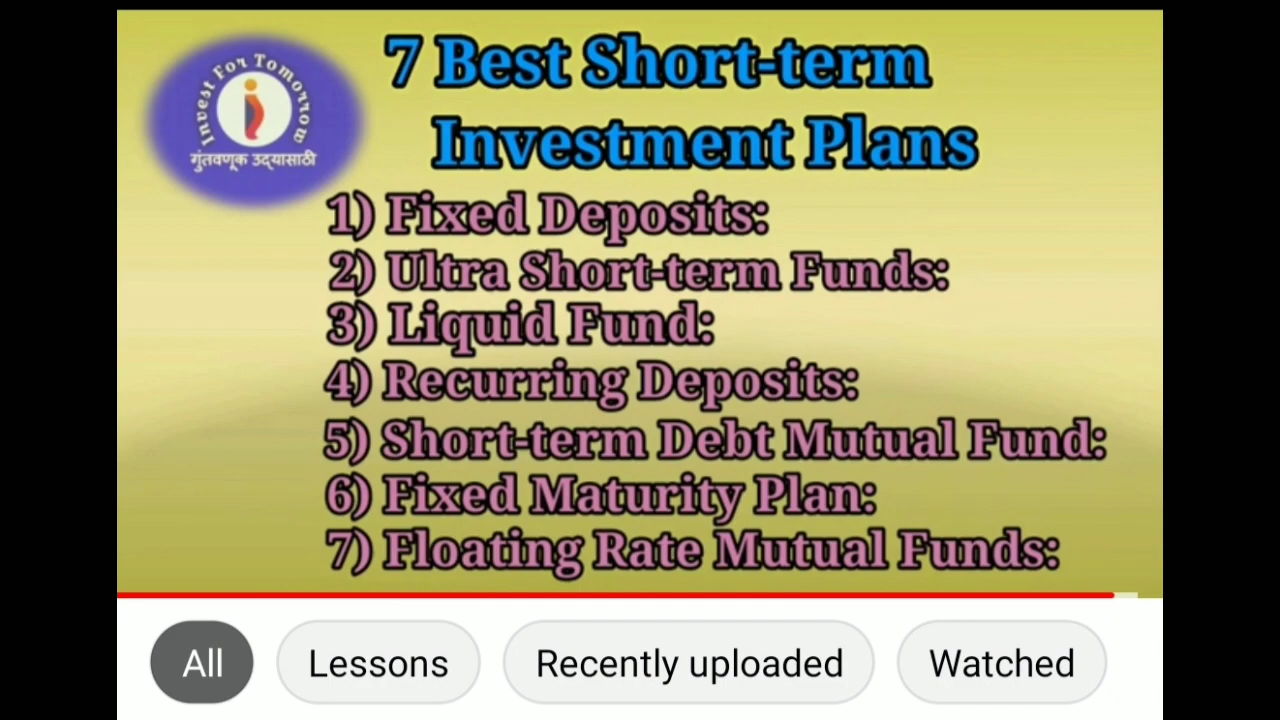 Invest For Tomorrow
गुंतवणूक उद्यासाठी
7 Best Short-term
Investment Plans
1) Fixed Deposits:
2) Ultra Short-term Funds:
3) Liquid Fund:
4) Recurring Deposits:
5) Short-term Debt Mutual Fund:
6) Fixed Maturity Plan:
7) Floating Rate Mutual Funds:
All Lessons Recently uploaded Watched